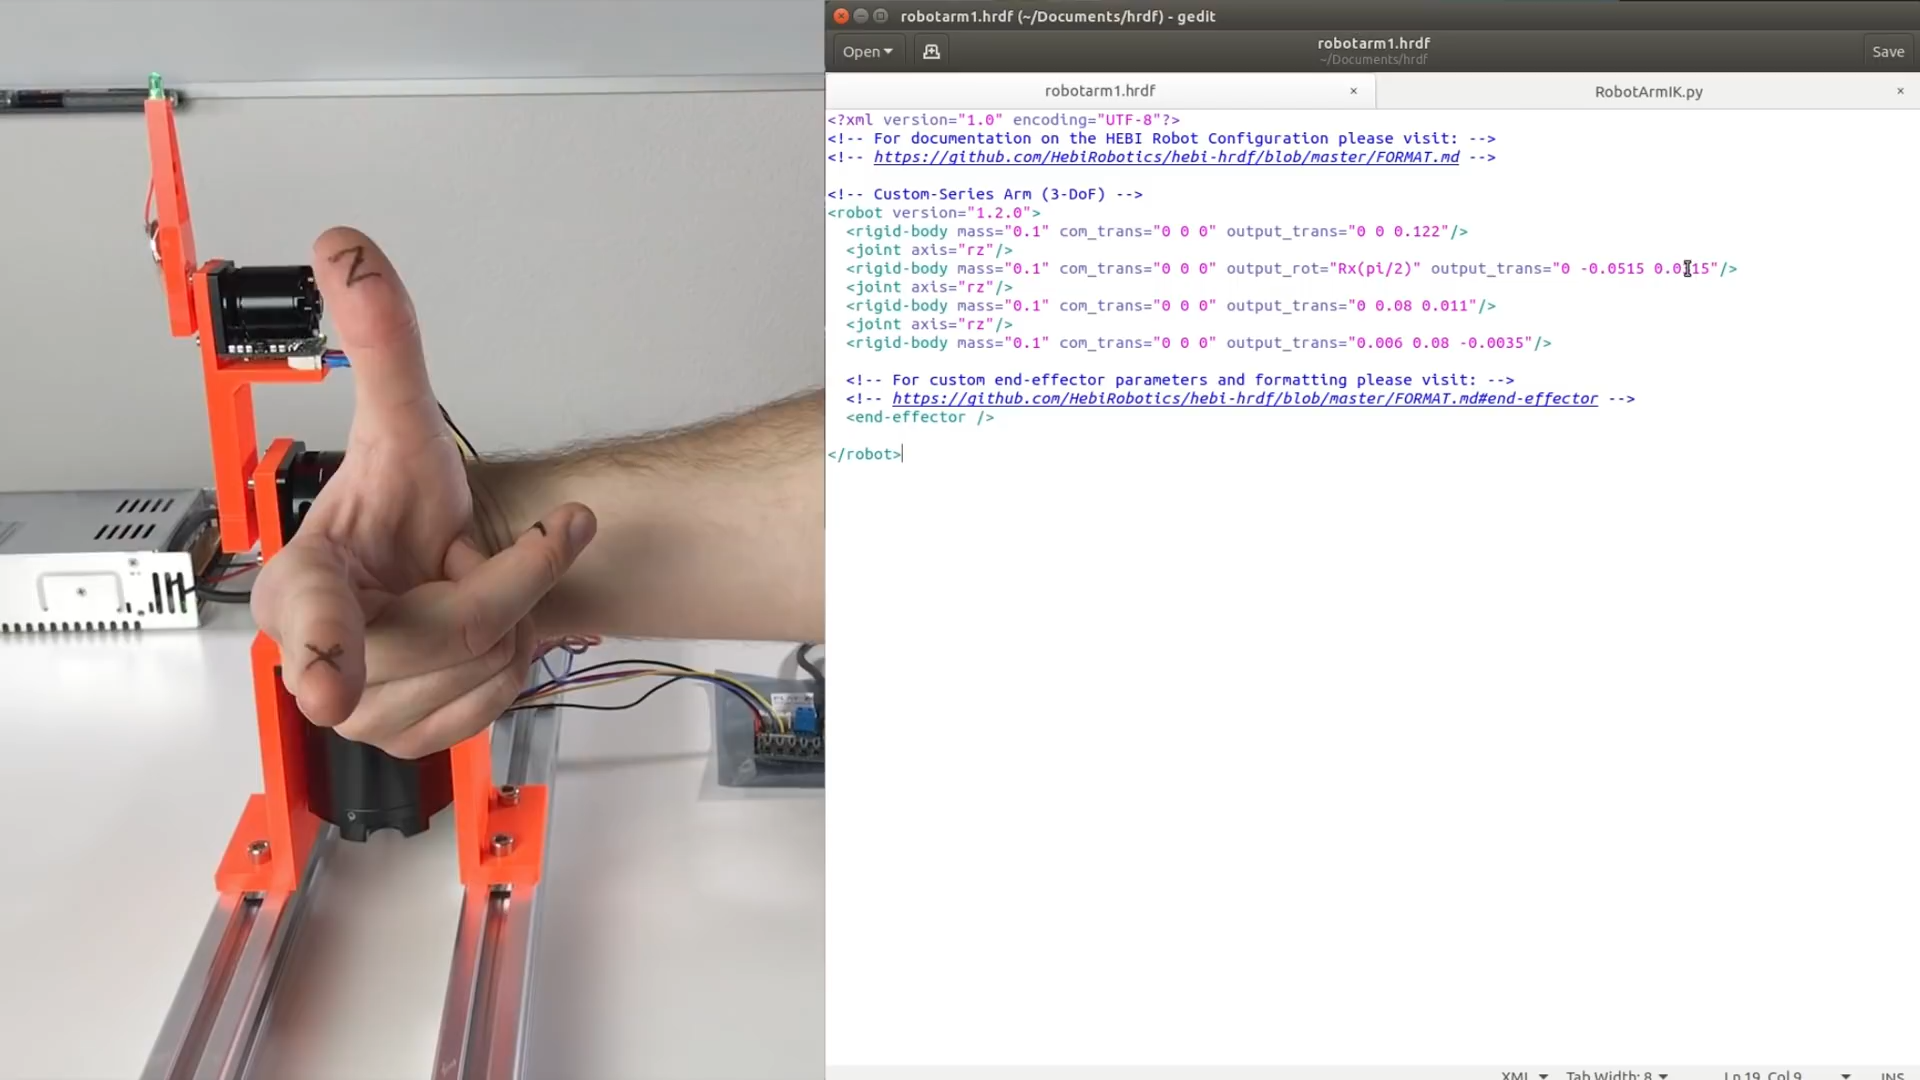 robotarm1.hrdf (~/Documents/hrdf) - gedit
Open
robotarm1.hrdf
~/Documents/hrdf
Save
robotarm1.hrdf ×
RobotArmIK.py ×
<?xml version="1.0" encoding="UTF-8"?>
<!-- For documentation on the HEBI Robot Configuration please visit: -->
<!-- https://github.com/HebiRobotics/hebi-hrdf/blob/master/FORMAT.md -->
<!-- Custom-Series Arm (3-DoF) -->
<robot version="1.2.0">
<rigid-body mass="0.1" com_trans="0 0 0" output_trans="0 0 0.122"/>
<joint axis="rz"/>
<rigid-body mass="0.1" com_trans="0 0 0" output_rot="Rx(pi/2)" output_trans="0 -0.0515
<joint axis="rz"/>
<rigid-body mass="0.1" com_trans="0 0 0" output_trans="0 0.08 0.011"/>
<joint axis="rz"/>
<rigid-body mass="0.1" com_trans="0 0 0" output_trans="0.006 0.08 -0.0035"/>
<!-- For custom end-effector parameters and formatting please visit: -->
<!-- https://github.com/HebiRobotics/hebi-hrdf/blob/master/FORMAT.md#end-effector -->
<end-effector />
</robot>
XML Tab Width: 8 Ln 19, Col 9 INS
Z
X